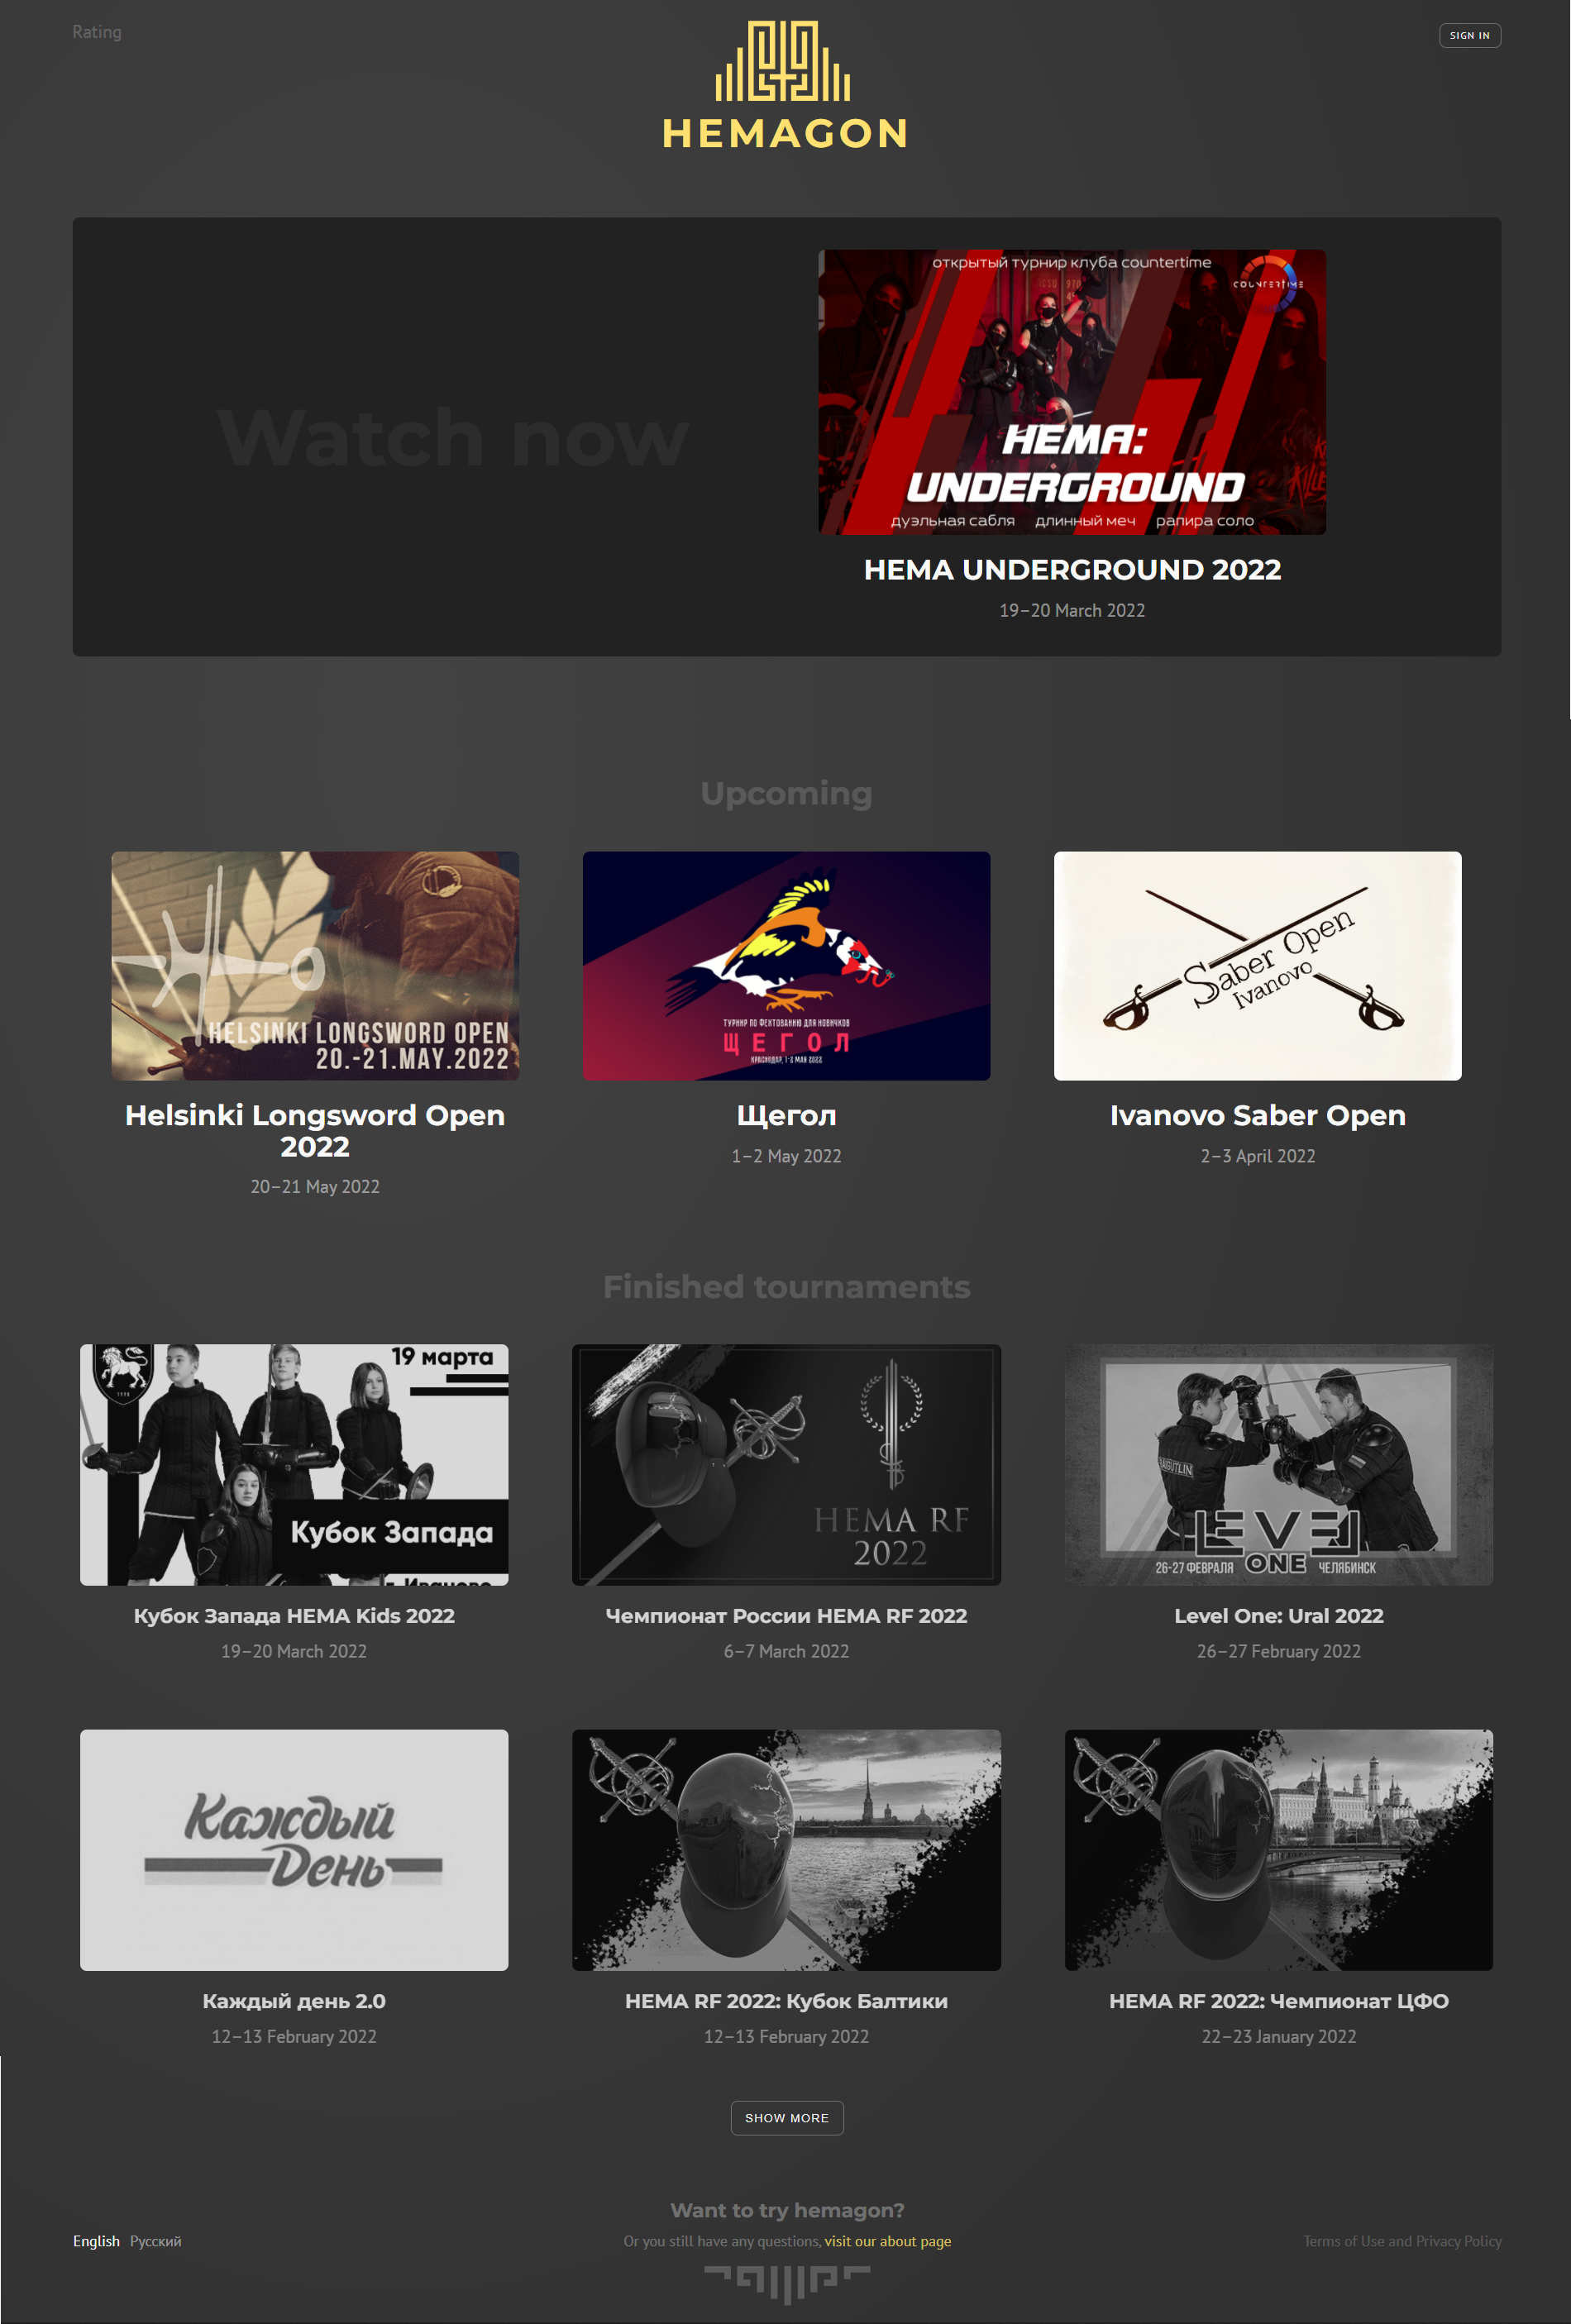 Rating
SIGN IN
HEMAGON
Watch now
открытый турнир клуба countertime
COUNTERTIME
HEMA:
UNDERGROUND
дуэльная сабля длинный меч рапира соло
HEMA UNDERGROUND 2022
19–20 March 2022
Upcoming
HELSINKI LONGSWORD OPEN
20.-21.MAY.2022
Helsinki Longsword Open
2022
20–21 May 2022
ТУРНИР ПО ФЕХТОВАНИЮ ДЛЯ НОВИЧКОВ
ЩЕГОЛ
КРАСНОДАР, 1-2 МАЯ 2022
Щегол
1–2 May 2022
Saber Open
Ivanovo
Ivanovo Saber Open
2–3 April 2022
Finished tournaments
19 марта
1998
Кубок Запада
г. Иваново
Кубок Запада HEMA Kids 2022
19–20 March 2022
HEMA RF
2022
Чемпионат России HEMA RF 2022
6–7 March 2022
LEVEL
ONE
26-27 ФЕВРАЛЯ
ЧЕЛЯБИНСК
Level One: Ural 2022
26–27 February 2022
Каждый
День
Каждый день 2.0
12–13 February 2022
HEMA RF 2022: Кубок Балтики
12–13 February 2022
HEMA RF 2022: Чемпионат ЦФО
22–23 January 2022
SHOW MORE
Want to try hemagon?
English Русский
Or you still have any questions, visit our about page
Terms of Use and Privacy Policy